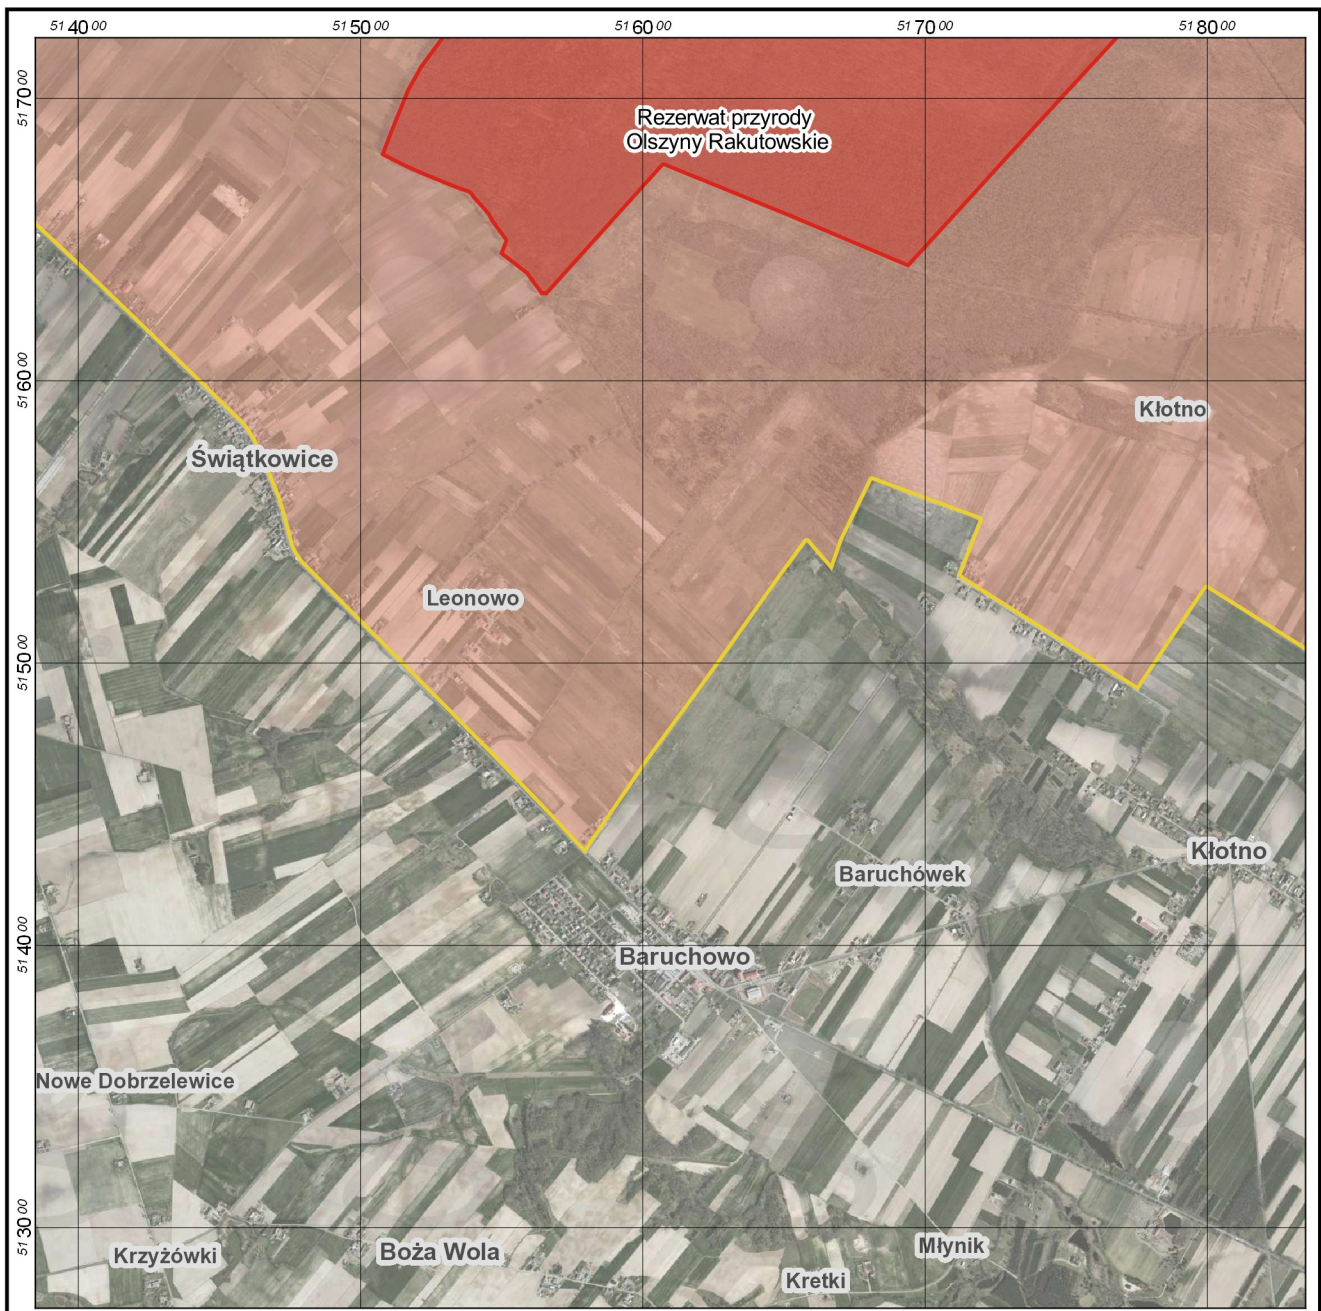 51 40 00
51 50 00
51 60 00
51 70 00
51 80 00
51 70 00
Rezerwat przyrody
Olszyny Rakutowskie
51 60 00
Kłotno
Świątkowice
Leonowo
51 50 00
Kłotno
Baruchówek
51 40 00
Baruchowo
Nowe Dobrzelewice
51 30 00
Krzyżówki
Boża Wola
Młynik
Kretki